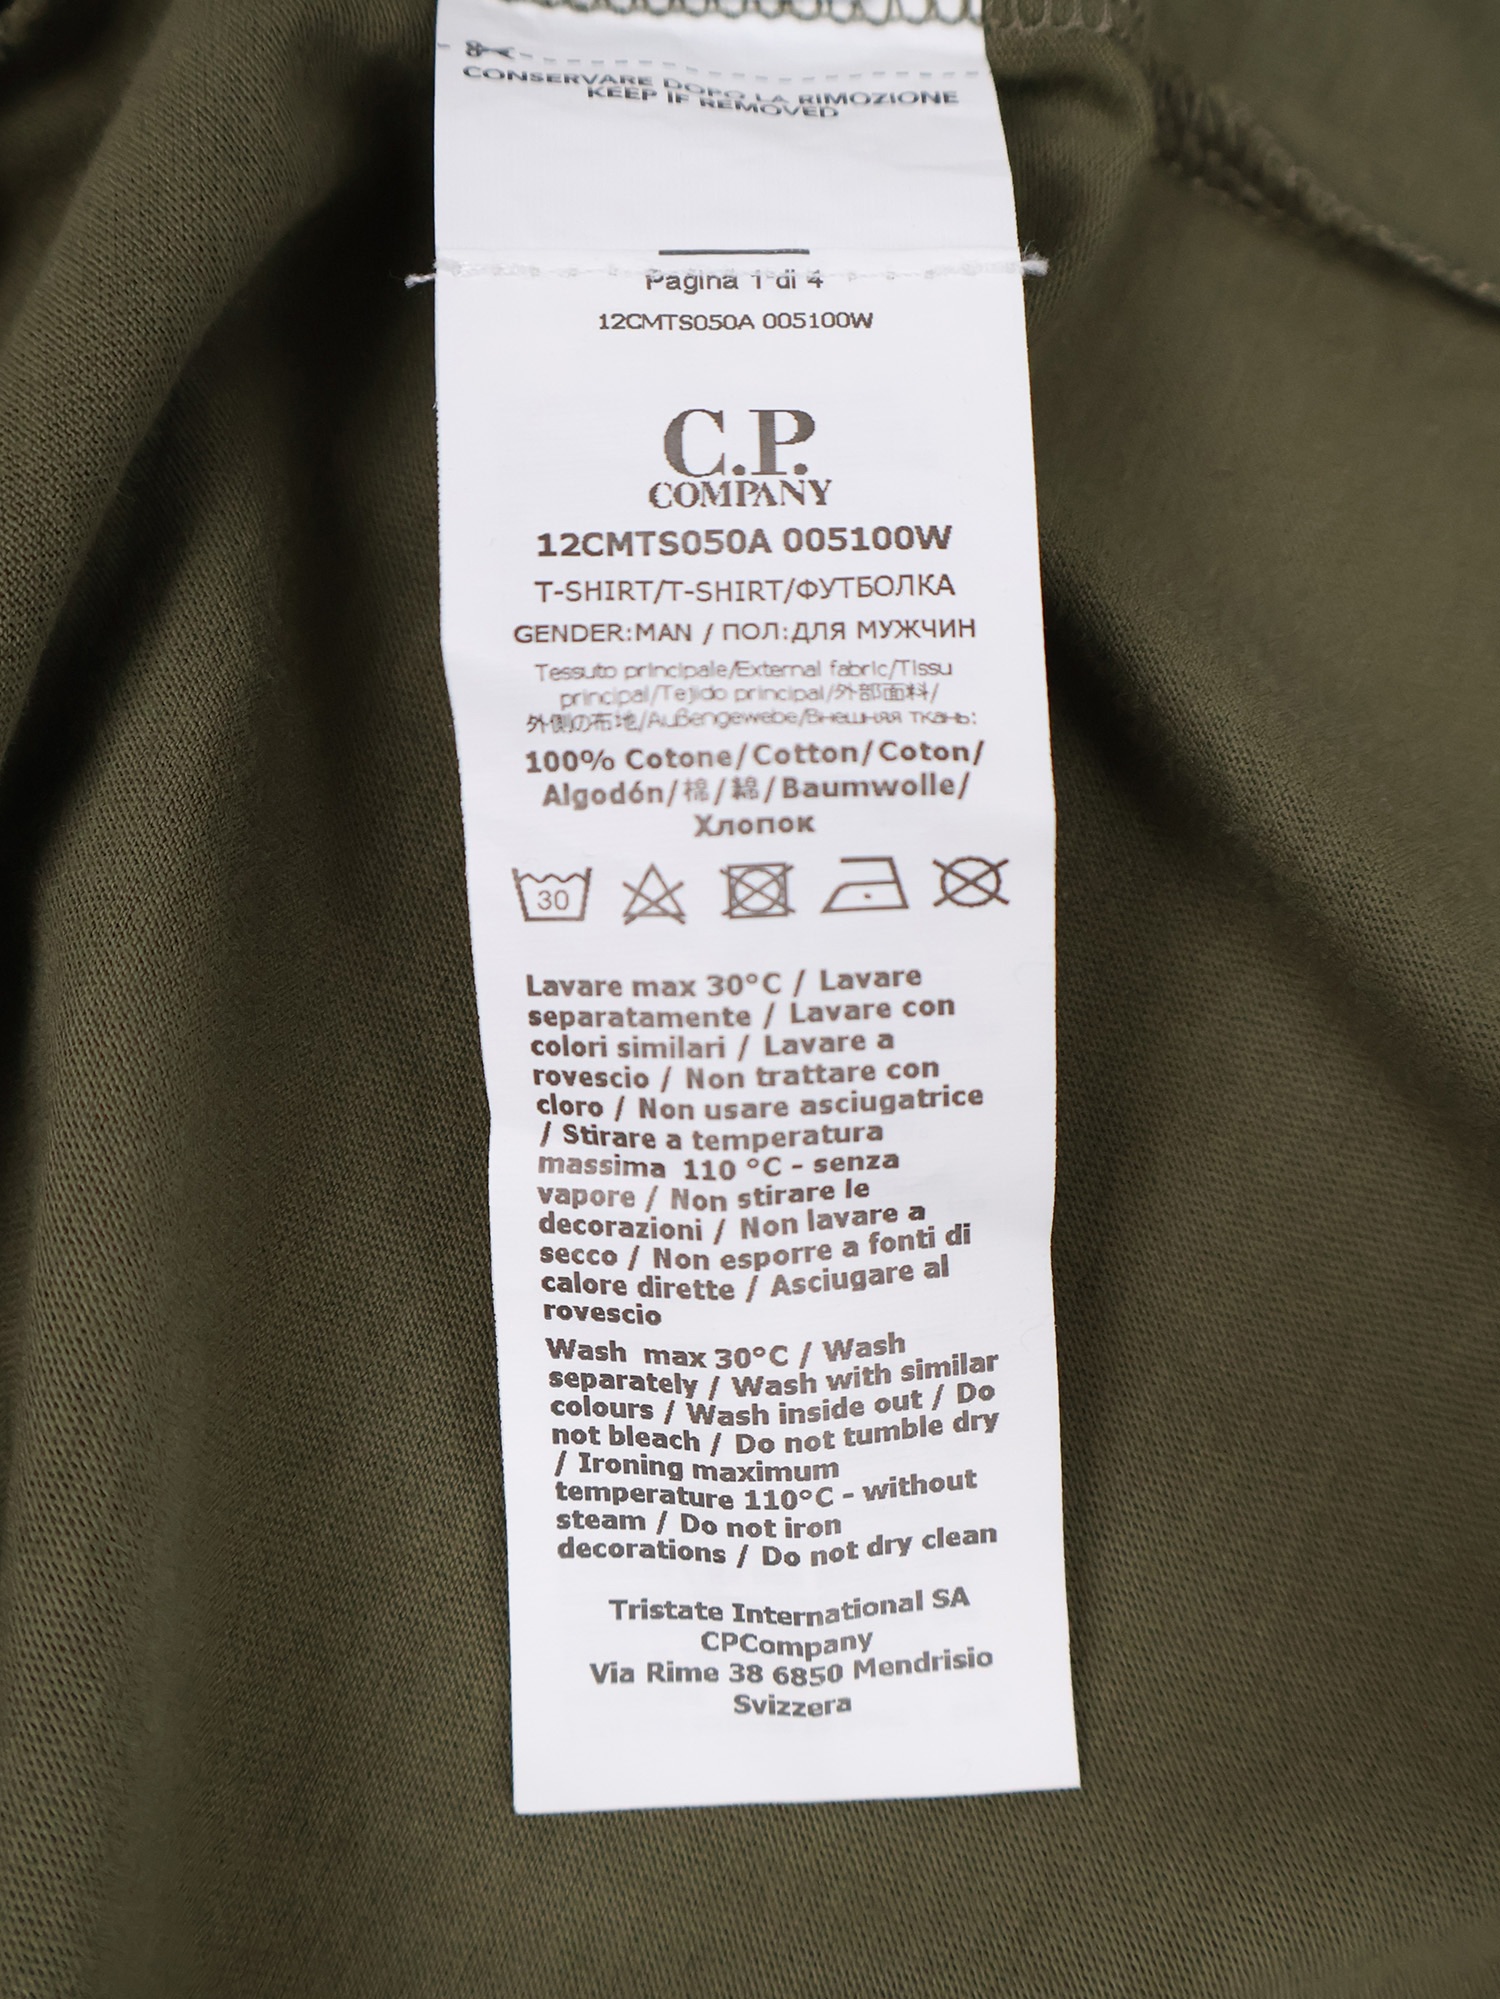 CONSERVARE DOPO LA RIMOZIONE
KEEP IF REMOVED
Pagina 1 di 4
12CMTS050A 005100W
C.P.
COMPANY
12CMTS050A 005100W
T-SHIRT/T-SHIRT/ФУТБОЛКА
GENDER:MAN / ПОЛ:ДЛЯ МУЖЧИН
Tessuto principale/External fabric/Tissu
principal/Tejido principal/外部面料/
外側の布地/Außengewebe/Внешняя ткань:
100% Cotone/Cotton/Coton/
Algodón/棉/綿/Baumwolle/
Хлопок
30
Lavare max 30°C / Lavare
separatamente / Lavare con
colori similari / Lavare a
rovescio / Non trattare con
cloro / Non usare asciugatrice
/ Stirare a temperatura
massima 110 °C - senza
vapore / Non stirare le
decorazioni / Non lavare a
secco / Non esporre a fonti di
calore dirette / Asciugare al
rovescio
Wash max 30°C / Wash
separately / Wash with similar
colours / Wash inside out / Do
not bleach / Do not tumble dry
/ Ironing maximum
temperature 110°C - without
steam / Do not iron
decorations / Do not dry clean
Tristate International SA
CPCompany
Via Rime 38 6850 Mendrisio
Svizzera